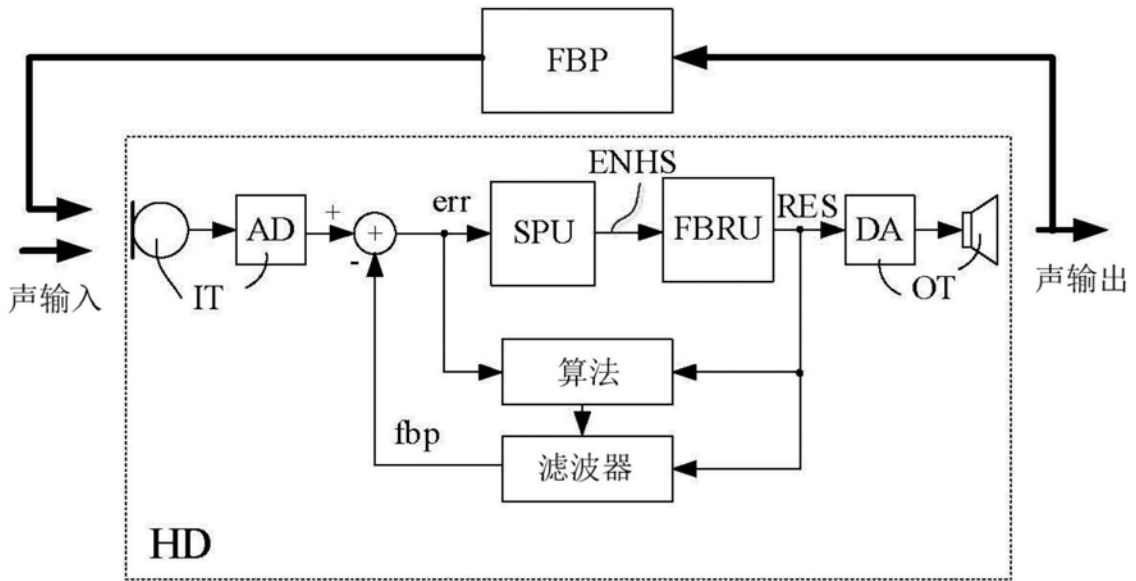 FBP
ENHS
err
RES
+
AD
+
-
SPU
FBRU
DA
声输入
IT
OT
声输出
算法
fbp
滤波器
HD